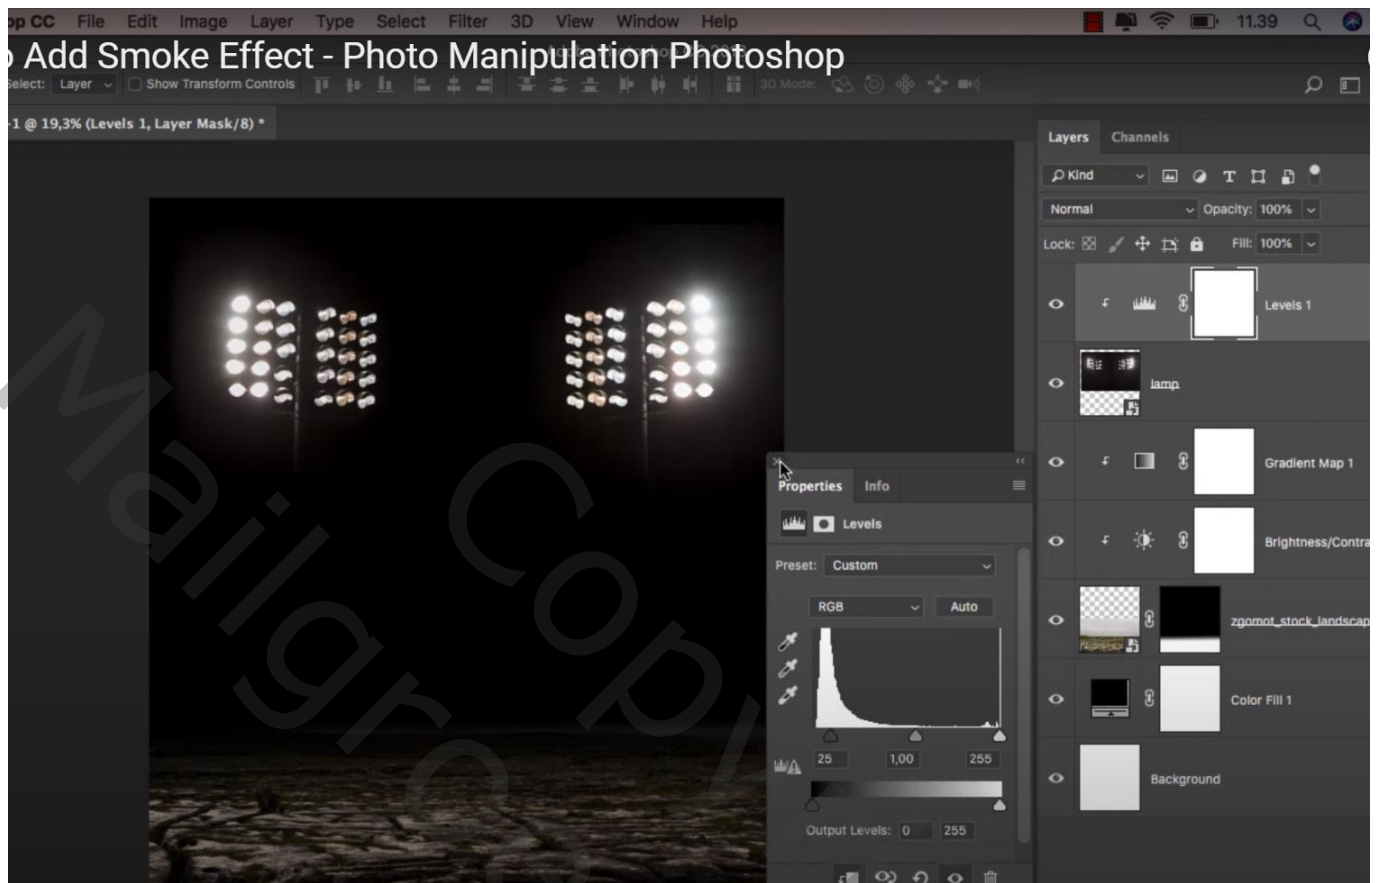 op CC File Edit Image Layer Type Select Filter 3D View Window Help 11.39
Add Smoke Effect - Photo Manipulation Photoshop
Select: Layer Show Transform Controls 3D Mode:
-1 @ 19,3% (Levels 1, Layer Mask/8) *
Layers Channels
Kind
Normal Opacity: 100%
Lock: Fill: 100%
Levels 1
lamp
Gradient Map 1
Brightness/Contra
zgomot_stock_landscap
Color Fill 1
Background
Properties Info
Levels
Preset: Custom
RGB Auto
25 1,00 255
Output Levels: 0 255
Copy
Mailgro